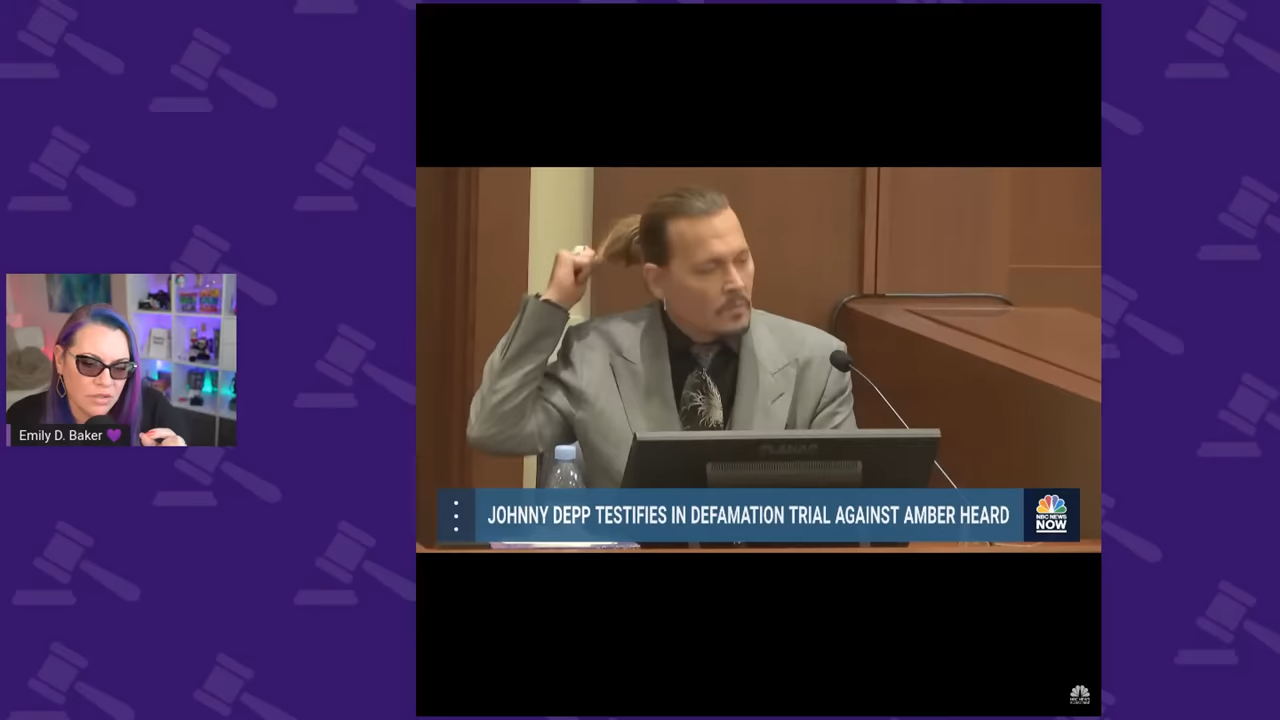 Emily D. Baker 💜
JOHNNY DEPP TESTIFIES IN DEFAMATION TRIAL AGAINST AMBER HEARD
NBC NEWS
NOW